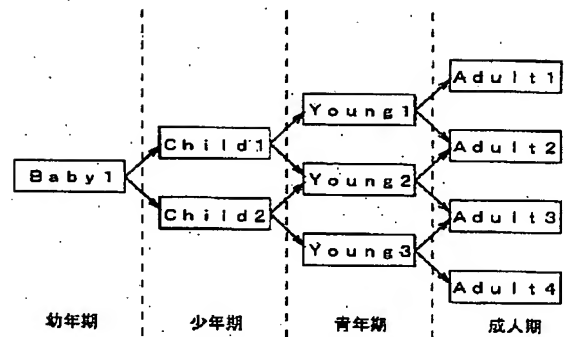 Adult1
Young1
Child1
Adult2
Baby1
Young2
Child2
Adult3
Young3
Adult4
幼年期
少年期
青年期
成人期